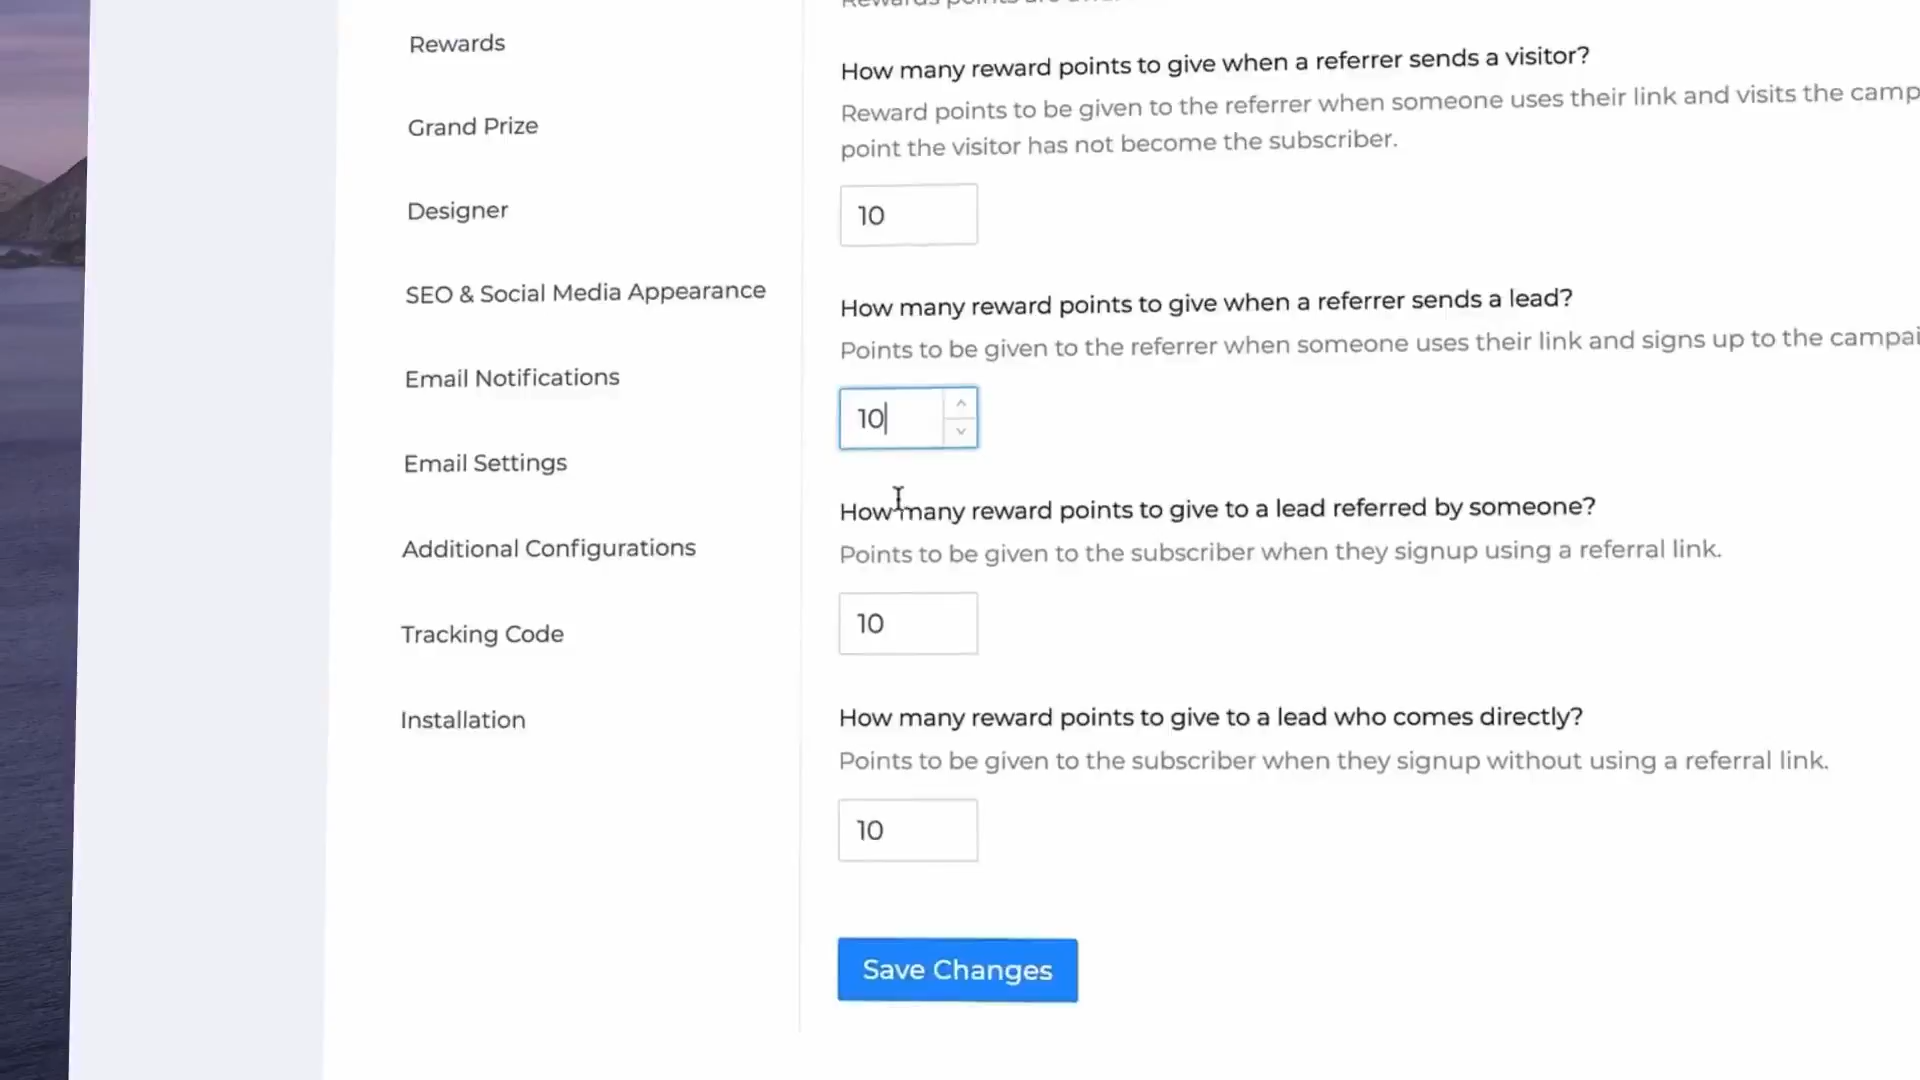 Rewards
Grand Prize
Designer
SEO & Social Media Appearance
Email Notifications
Email Settings
Additional Configurations
Tracking Code
Installation
Rewards points are
How many reward points to give when a referrer sends a visitor?
Reward points to be given to the referrer when someone uses their link and visits the camp
point the visitor has not become the subscriber.
10
How many reward points to give when a referrer sends a lead?
Points to be given to the referrer when someone uses their link and signs up to the campai
10
How many reward points to give to a lead referred by someone?
Points to be given to the subscriber when they signup using a referral link.
10
How many reward points to give to a lead who comes directly?
Points to be given to the subscriber when they signup without using a referral link.
10
Save Changes